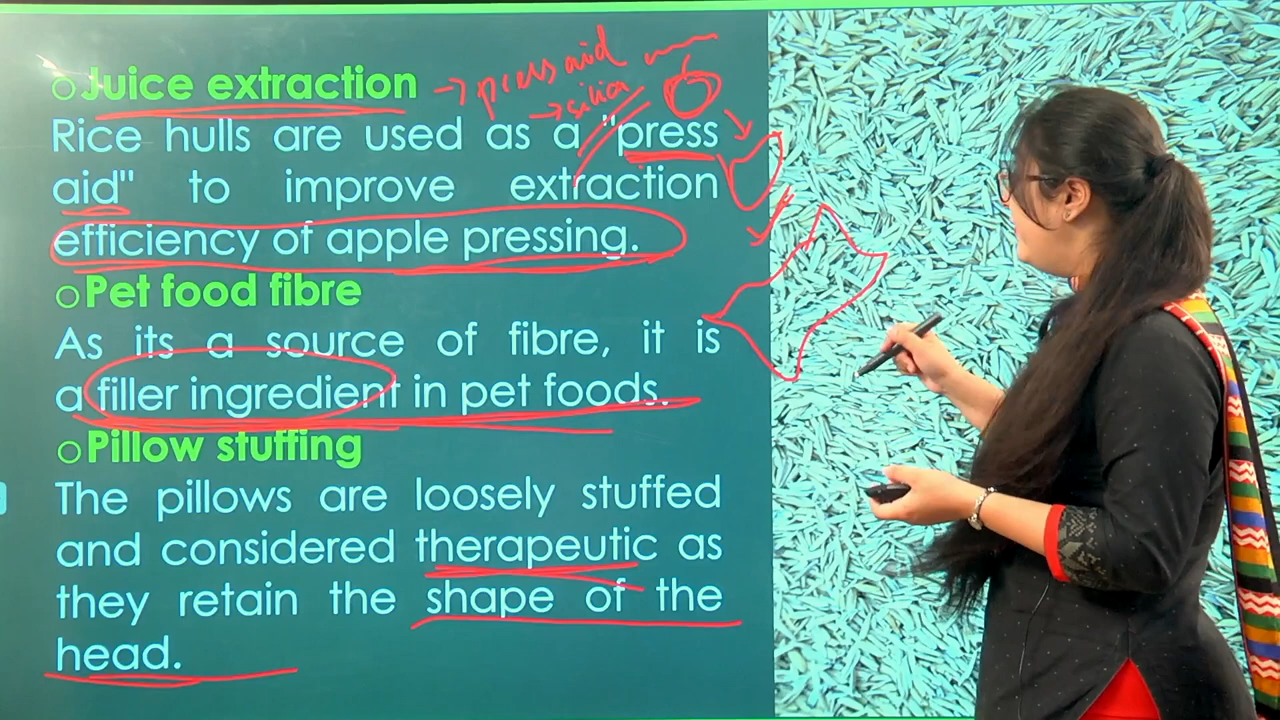 Juice extraction → press aid
→ silica
Rice hulls are used as a "press
aid" to improve extraction
efficiency of apple pressing.
Pet food fibre
As its a source of fibre, it is
a filler ingredient in pet foods.
Pillow stuffing
The pillows are loosely stuffed
and considered therapeutic as
they retain the shape of the
head.